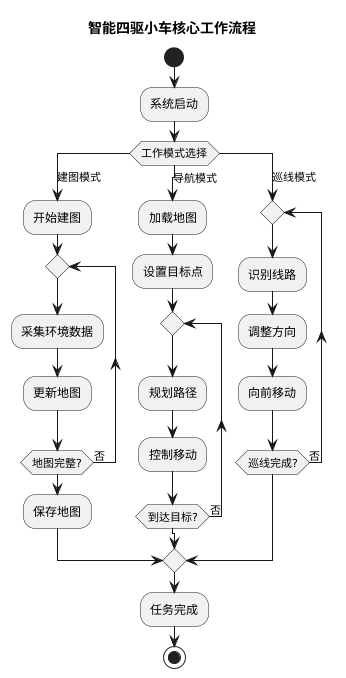 智能四驱小车核心工作流程
系统启动
工作模式选择
建图模式
导航模式
巡线模式
开始建图
加载地图
设置目标点
采集环境数据
识别线路
更新地图
规划路径
调整方向
控制移动
向前移动
地图完整?
否
到达目标?
否
巡线完成?
否
保存地图
任务完成